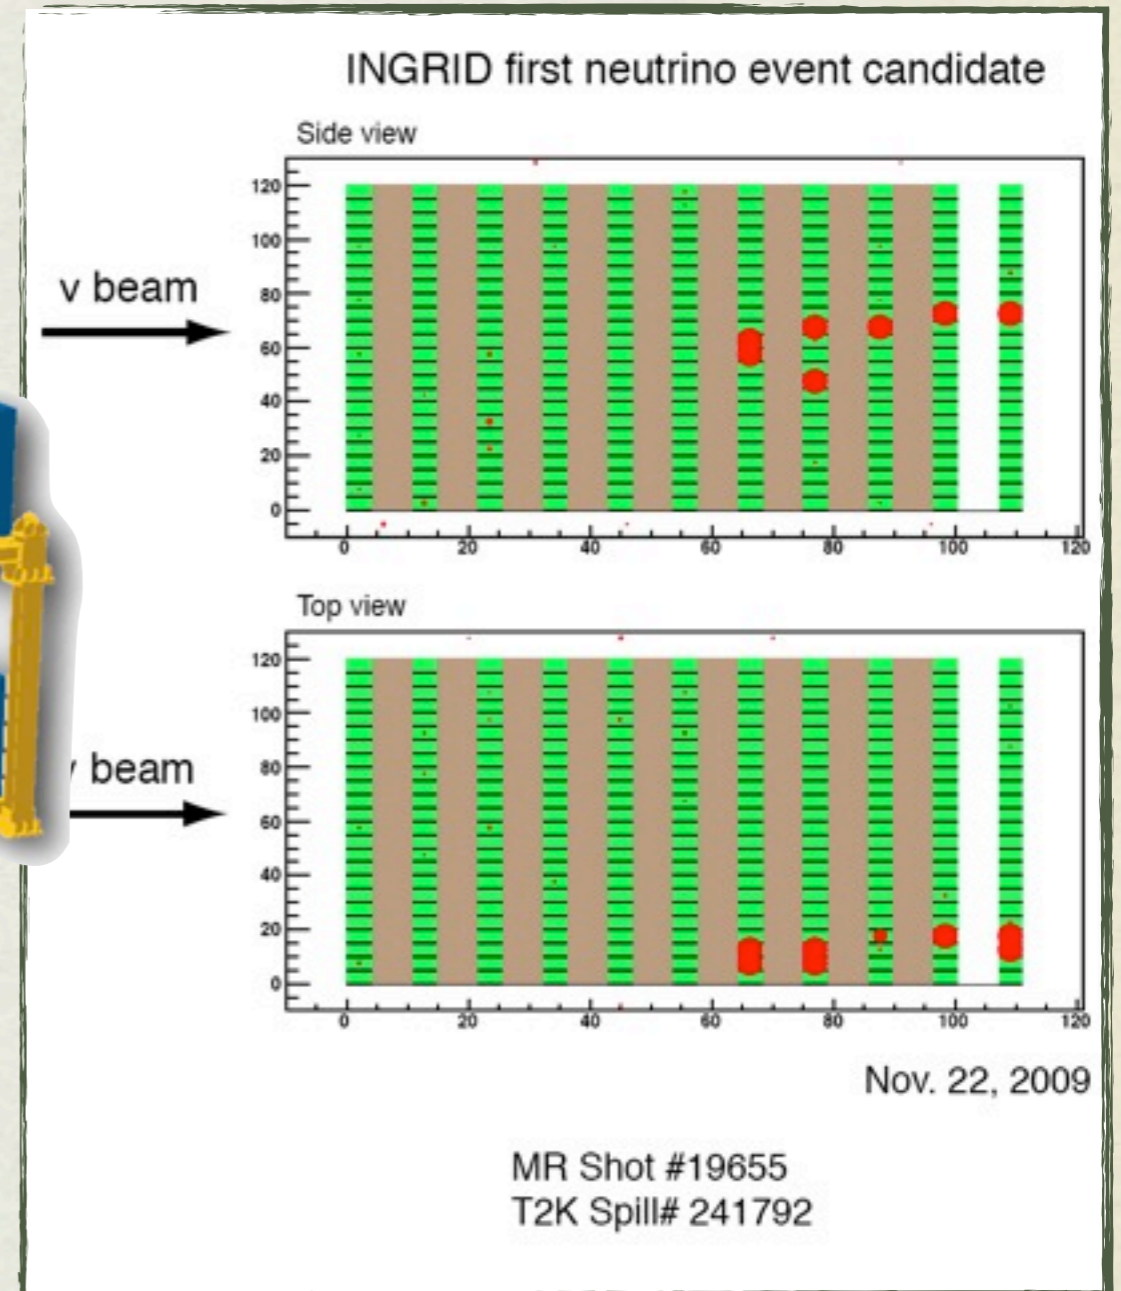 INGRID first neutrino event candidate
Side view
120
100
80
60
40
20
0
0 20 40 60 80 100 120
ν beam
Top view
120
100
80
60
40
20
0
0 20 40 60 80 100 120
beam
Nov. 22, 2009
MR Shot #19655
T2K Spill# 241792